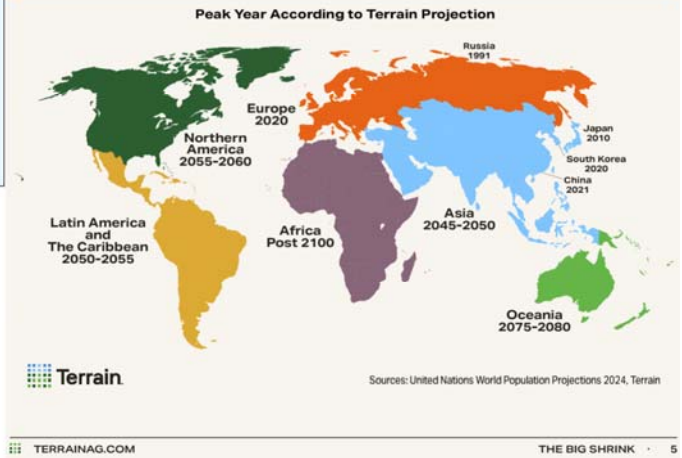 Peak Year According to Terrain Projection
Russia
1991
Europe
2020
Northern
America
2055-2060
Japan
2010
South Korea
2020
China
2021
Latin America
and
The Caribbean
2050-2055
Africa
Post 2100
Asia
2045-2050
Oceania
2075-2080
Terrain
Sources: United Nations World Population Projections 2024, Terrain
TERRAINAG.COM
THE BIG SHRINK · 5